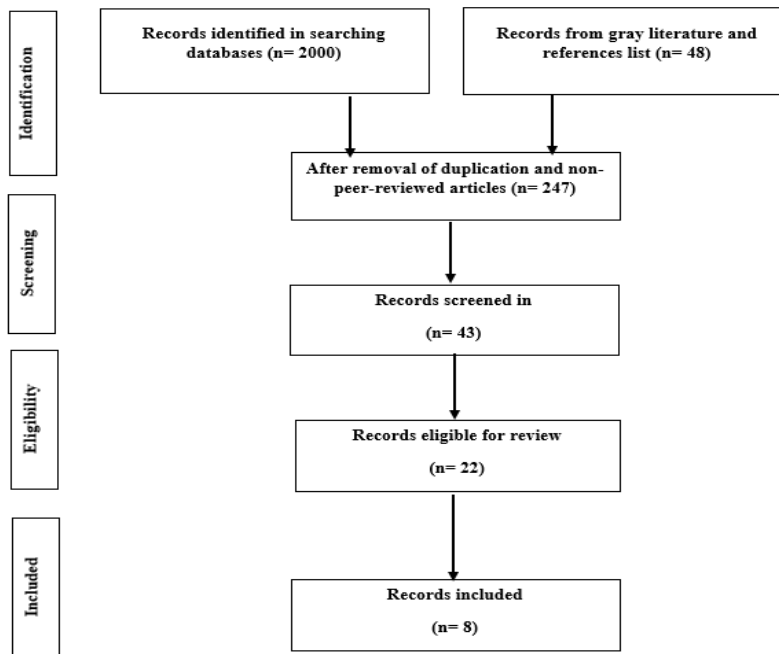 Identification
Records identified in searching
databases (n= 2000)
Records from gray literature and
references list (n= 48)
After removal of duplication and non-
peer-reviewed articles (n= 247)
Screening
Records screened in
(n= 43)
Eligibility
Records eligible for review
(n= 22)
Included
Records included
(n= 8)